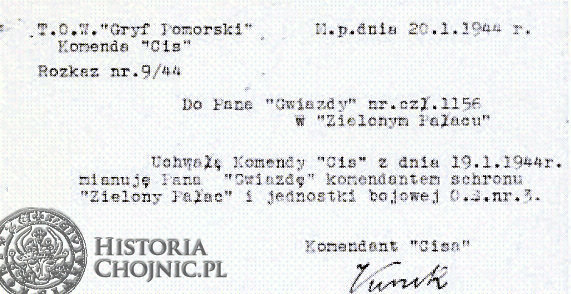 T.O.W."Gryf Pomorski" M.p.dnia 20.1.1944 r.
Komenda "Cis"
Rozkaz nr.9/44
Do Pana "Gwiazdy" nr.czł.1156
w "Zielonym Pałacu"
Uchwałą Komendy "Cis" z dnia 19.1.1944r.
mianuję Pana "Gwiazdę" komendantem schronu
"Zielony Pałac" i jednostki bojowej O.S.nr.3.
Komendant "Cisa"
HISTORIA
CHOJNIC.PL